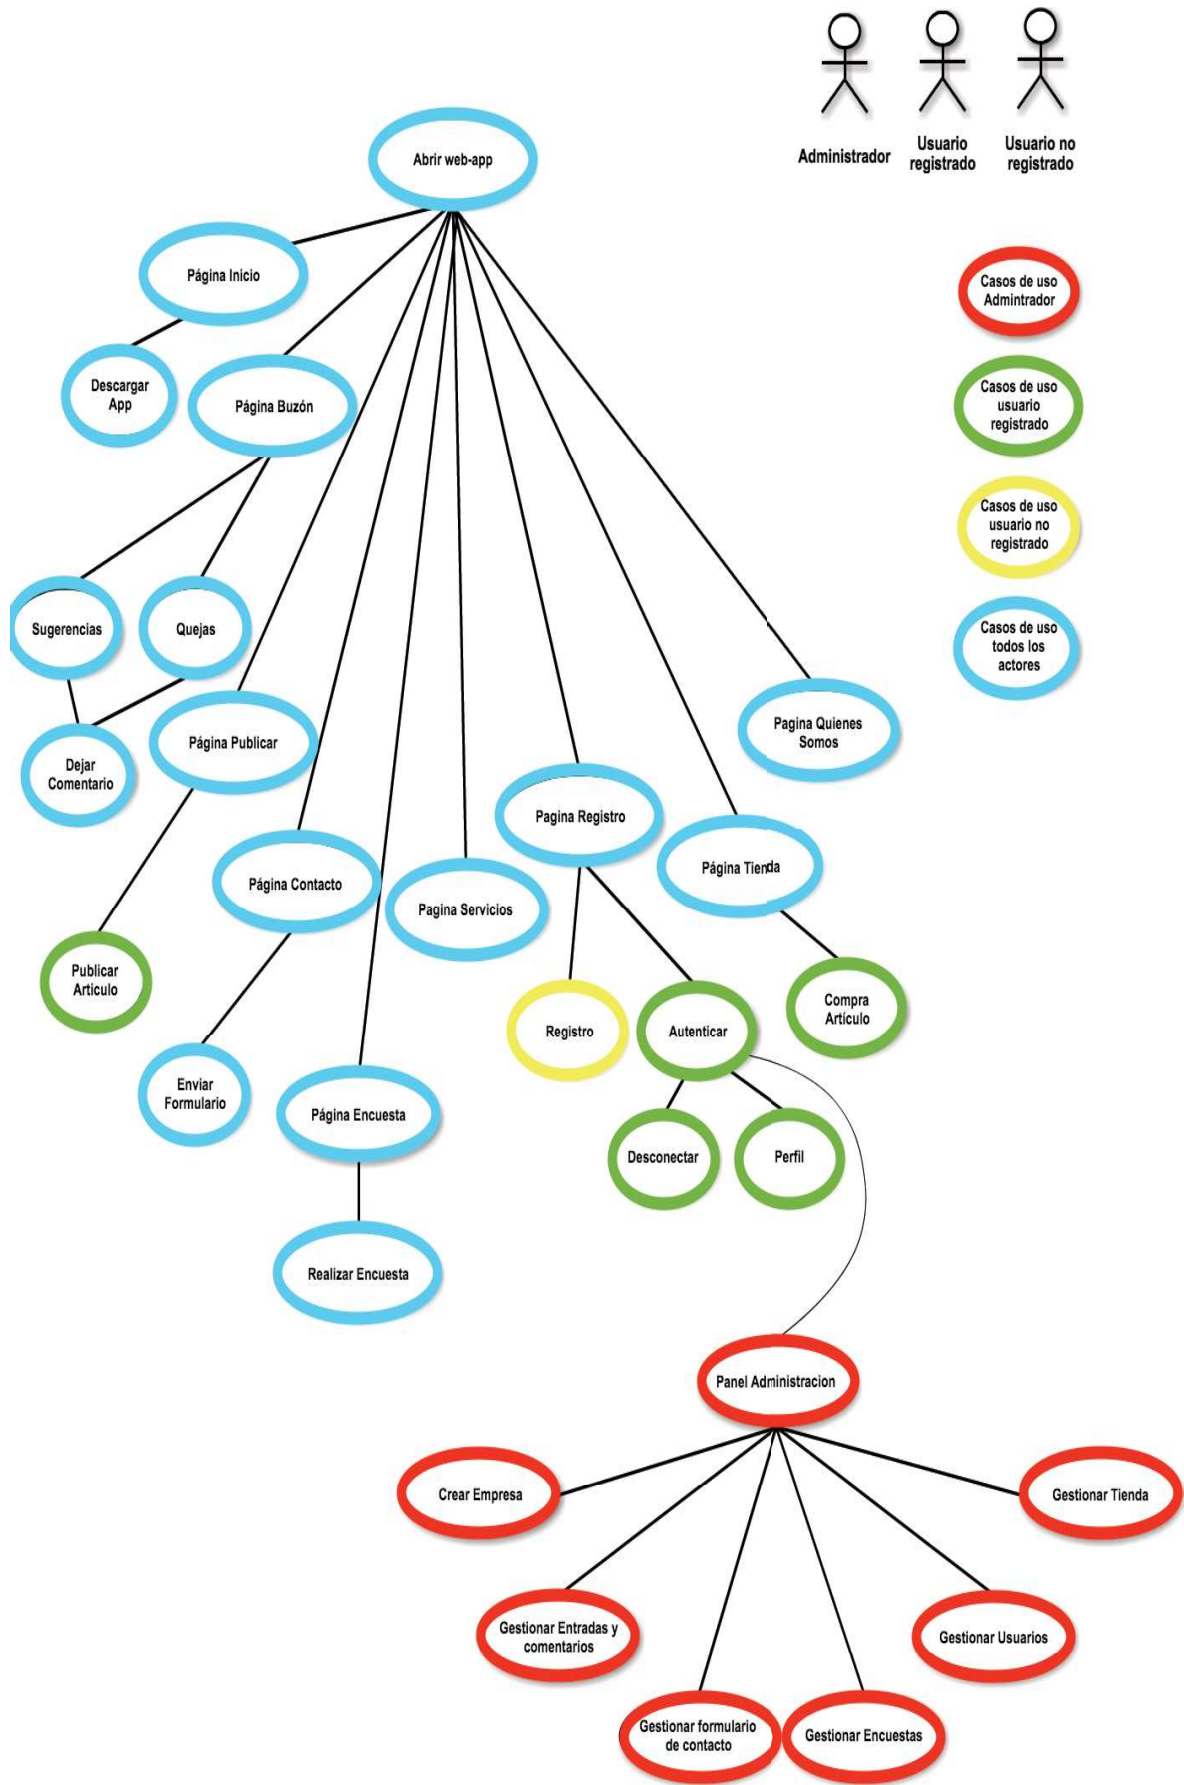 Administrador
Usuario
registrado
Usuario no
registrado
Abrir web-app
Página Inicio
Casos de uso
Admintrador
Descargar
App
Página Buzón
Casos de uso
usuario
registrado
Casos de uso
usuario no
registrado
Sugerencias
Quejas
Casos de uso
todos los
actores
Página Publicar
Pagina Quienes
Somos
Dejar
Comentario
Pagina Registro
Página Tienda
Página Contacto
Pagina Servicios
Publicar
Articulo
Registro
Autenticar
Compra
Artículo
Enviar
Formulario
Página Encuesta
Desconectar
Perfil
Realizar Encuesta
Panel Administracion
Crear Empresa
Gestionar Tienda
Gestionar Entradas y
comentarios
Gestionar Usuarios
Gestionar formulario
de contacto
Gestionar Encuestas